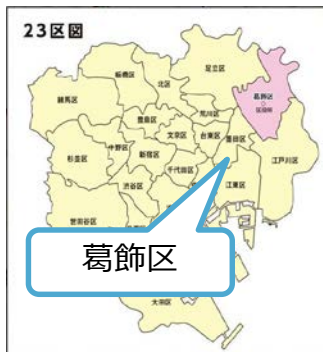 23区図
足立区
板橋区
北区
葛飾区
練馬区
荒川区
豊島区
文京区
台東区
墨田区
中野区
杉並区
新宿区
千代田区
江戸川区
渋谷区
江東区
世田谷区
葛飾区
大田区